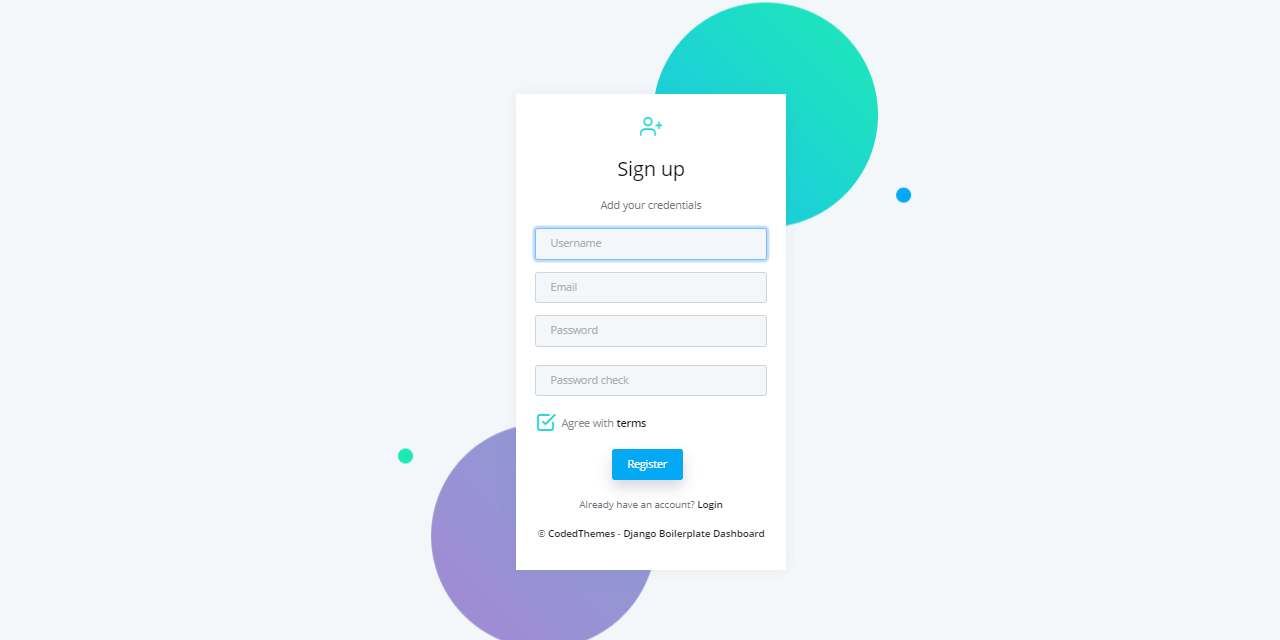 Sign up
Add your credentials
Username
Email
Password
Password check
Agree with terms
Register
Already have an account? Login
© CodedThemes - Django Boilerplate Dashboard